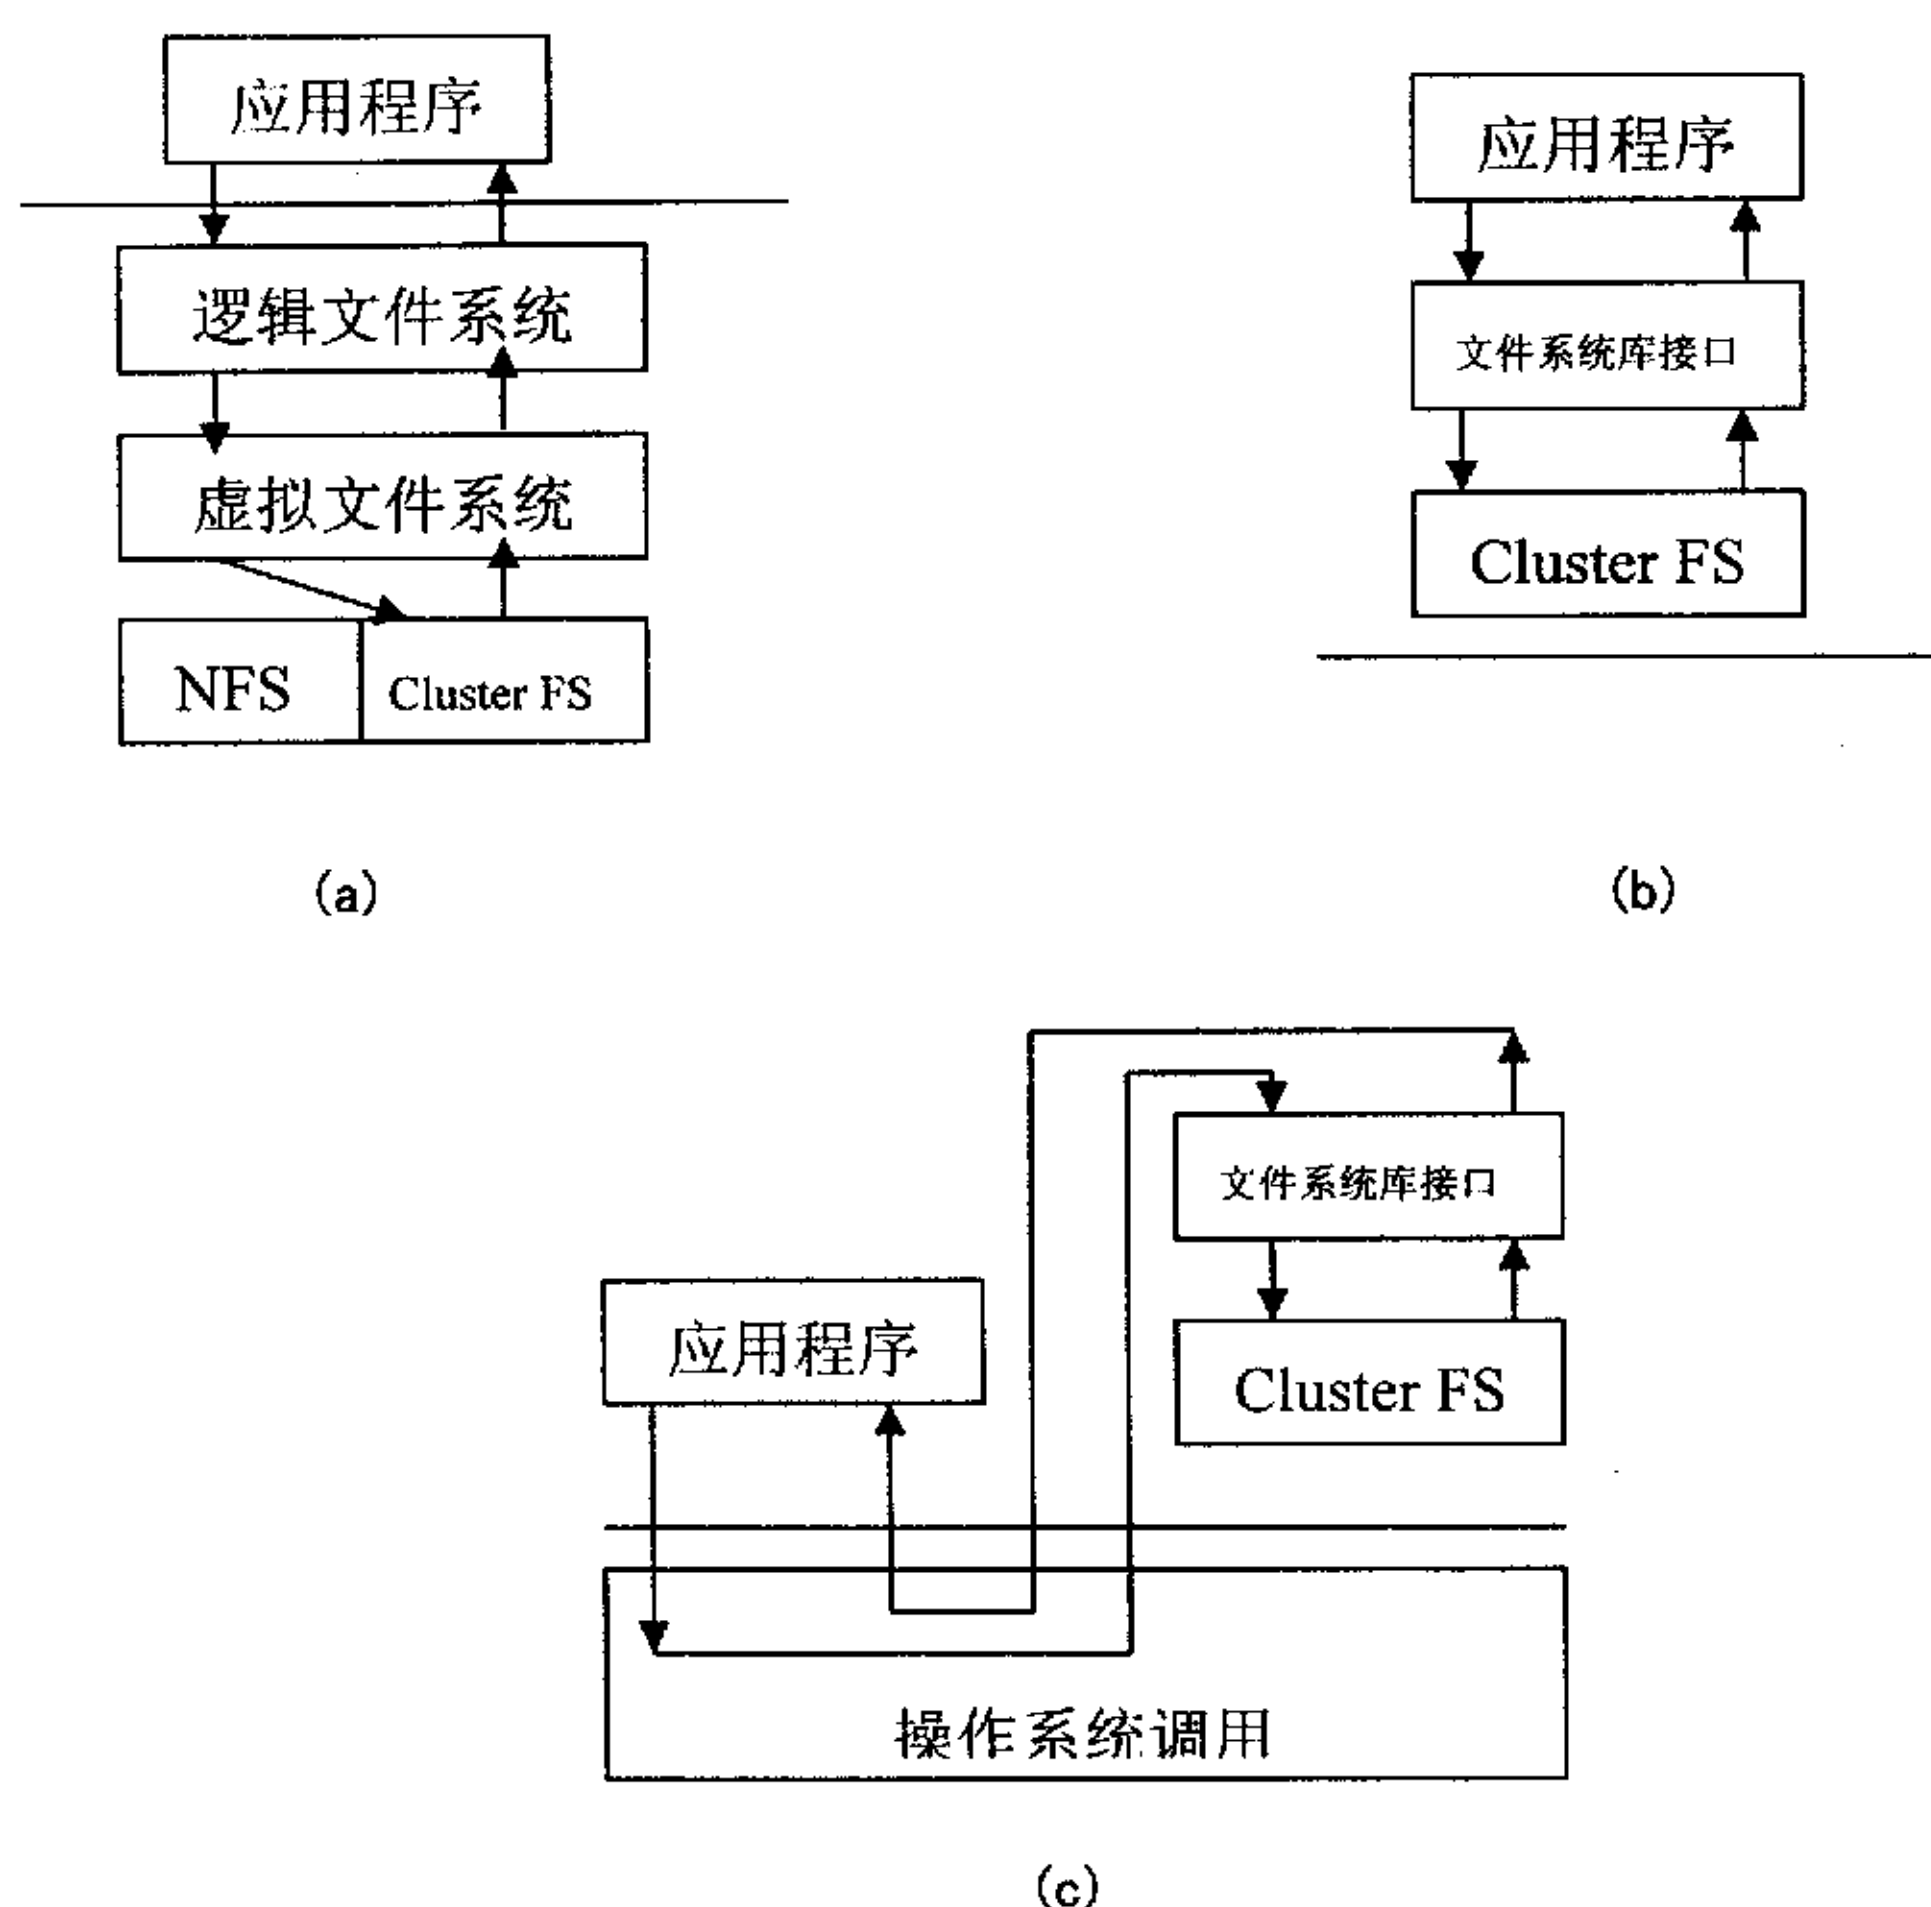 应用程序
逻辑文件系统
虚拟文件系统
NFS
Cluster FS
(a)
应用程序
文件系统库接口
Cluster FS
(b)
文件系统库接口
Cluster FS
应用程序
操作系统调用
(c)